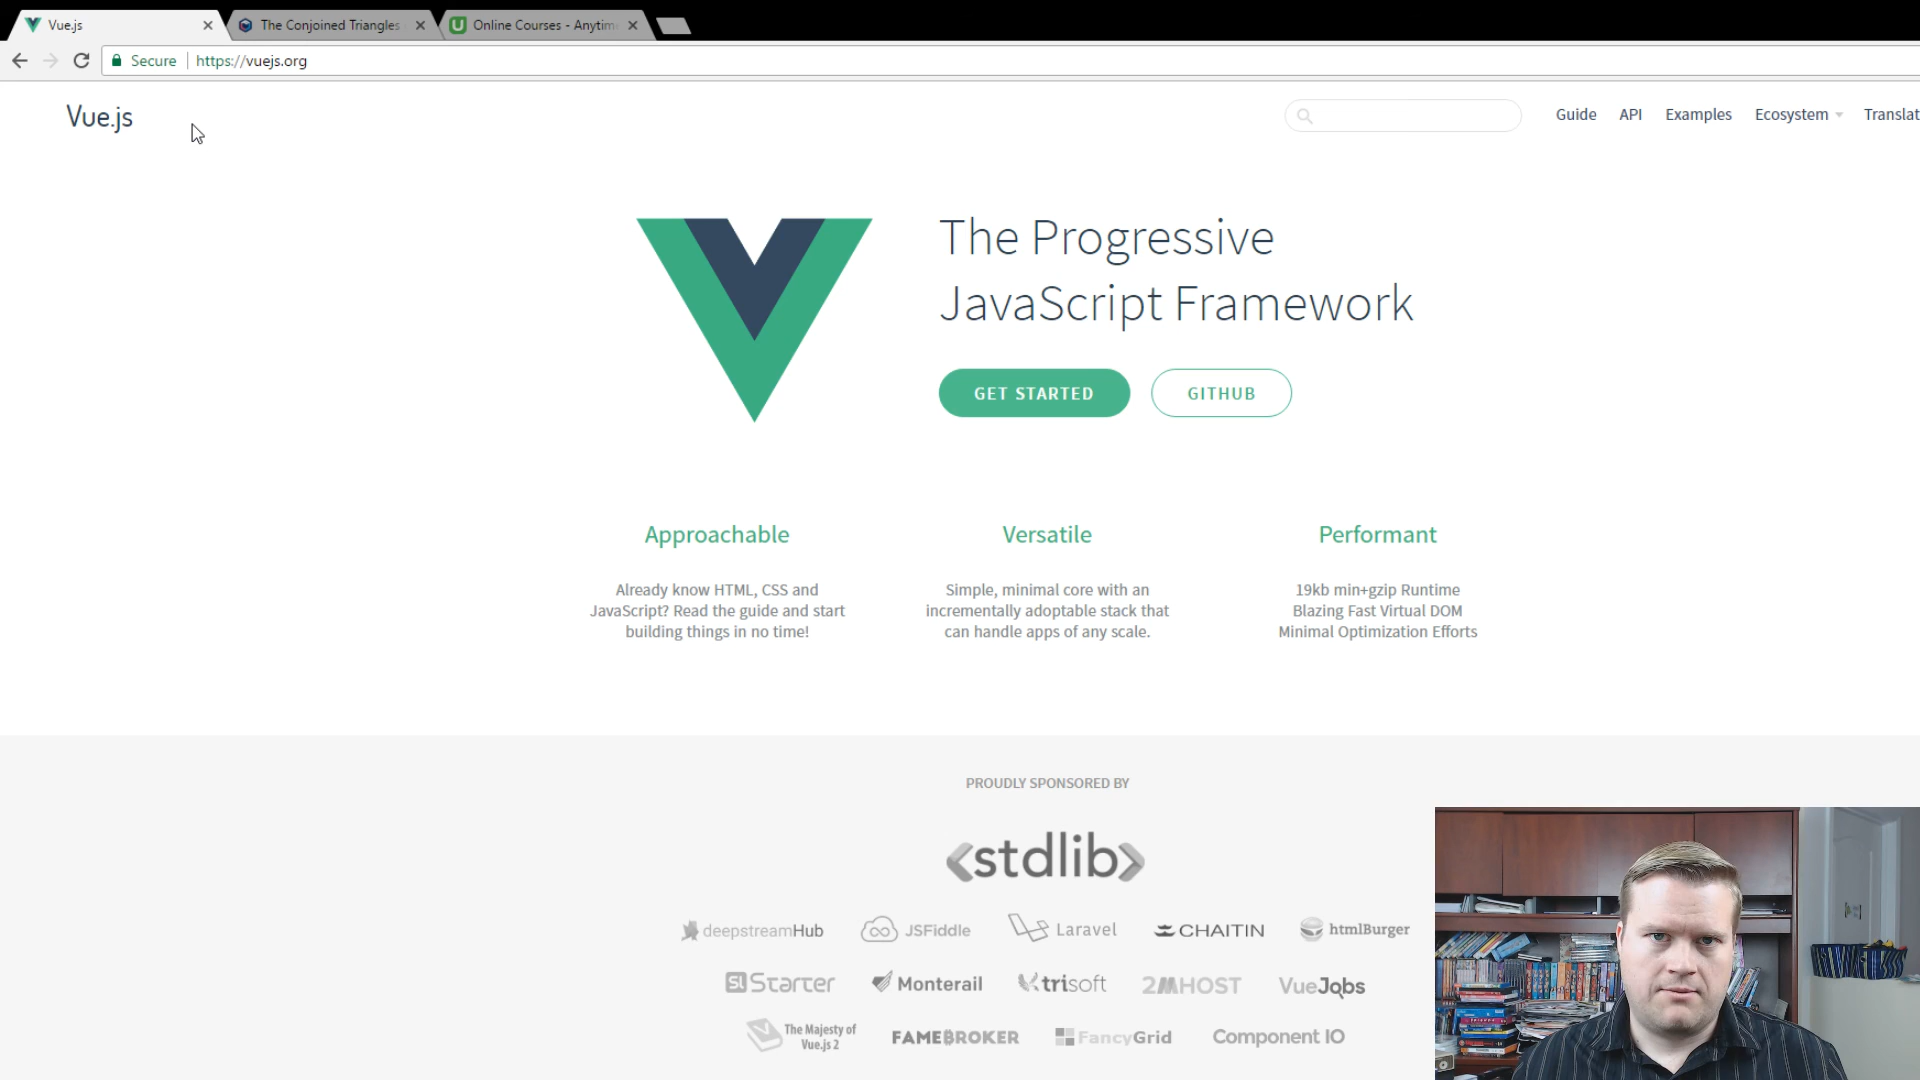 Vue.js
The Conjoined Triangles
Online Courses - Anytim
Secure
https://vuejs.org
Vue.js
Guide
API
Examples
Ecosystem
Translat
The Progressive
JavaScript Framework
GET STARTED
GITHUB
Approachable
Already know HTML, CSS and
JavaScript? Read the guide and start
building things in no time!
Versatile
Simple, minimal core with an
incrementally adoptable stack that
can handle apps of any scale.
Performant
19kb min+gzip Runtime
Blazing Fast Virtual DOM
Minimal Optimization Efforts
PROUDLY SPONSORED BY
<stdlib>
deepstreamHub
JSFiddle
Laravel
CHAITIN
htmlBurger
SL Starter
Monterail
trisoft
2MHOST
VueJobs
The Majesty of
Vue.js 2
FAMEBROKER
FancyGrid
Component IO